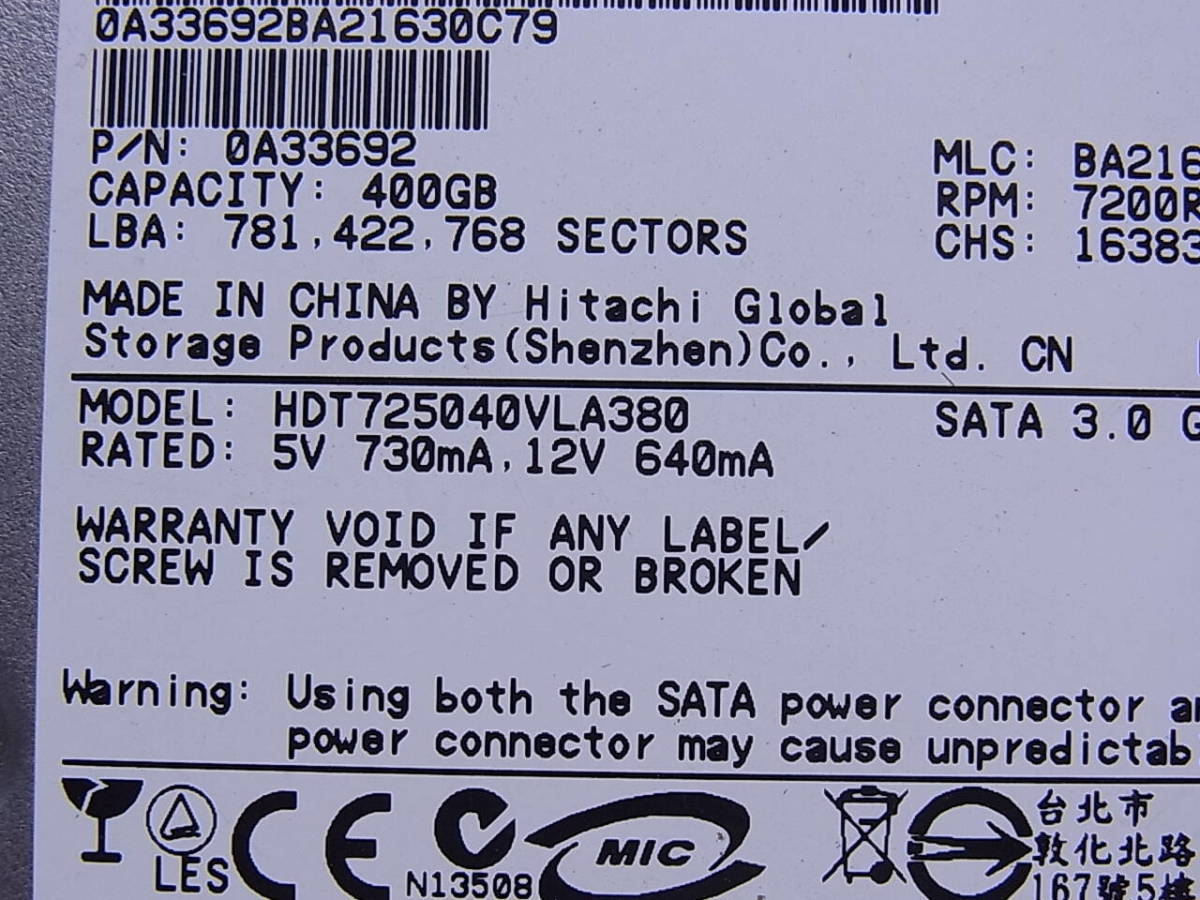 0A33692BA21630C79
P/N: 0A33692
CAPACITY: 400GB
LBA: 781,422,768 SECTORS
MLC: BA216
RPM: 7200R
CHS: 16383
MADE IN CHINA BY Hitachi Global
Storage Products(Shenzhen)Co., Ltd. CN
MODEL: HDT725040VLA380
SATA 3.0 G
RATED: 5V 730mA,12V 640mA
WARRANTY VOID IF ANY LABEL/
SCREW IS REMOVED OR BROKEN
Warning: Using both the SATA power connector an
power connector may cause unpredictab
LES
CE
N13508
MIC
台北市
敦化北路
167號5樓